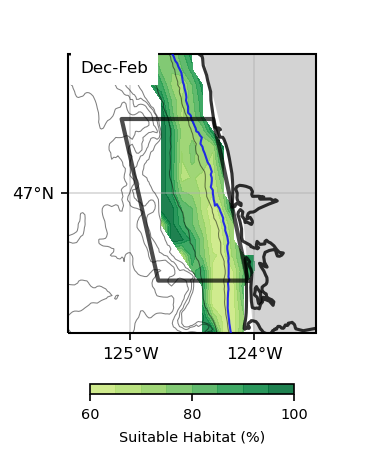 Dec-Feb
47°N
125°W 124°W
60 80 100
Suitable Habitat (%)